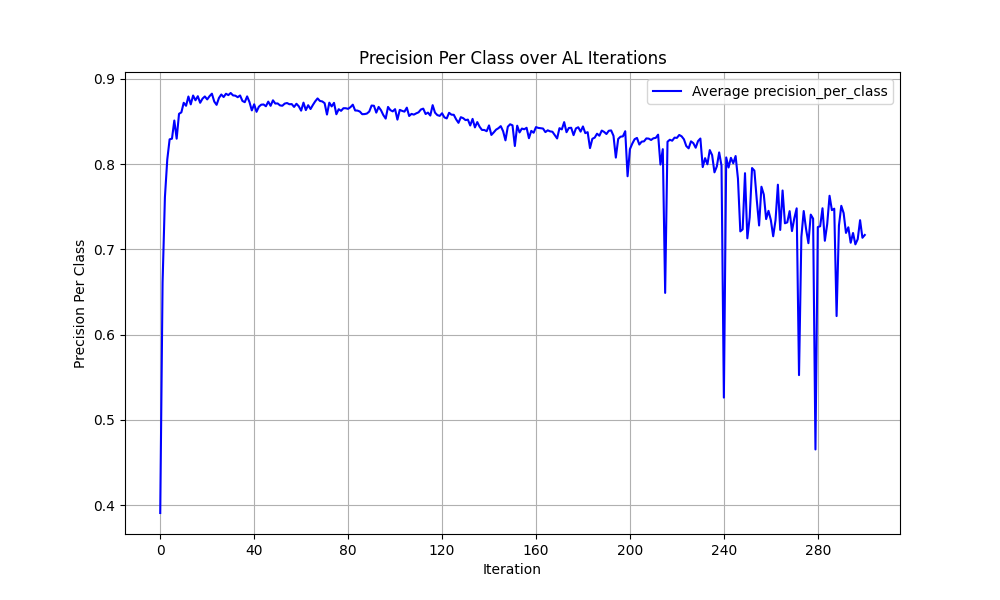 Precision Per Class over AL Iterations
Average precision_per_class
Precision Per Class
0.9
0.8
0.7
0.6
0.5
0.4
0 40 80 120 160 200 240 280
Iteration